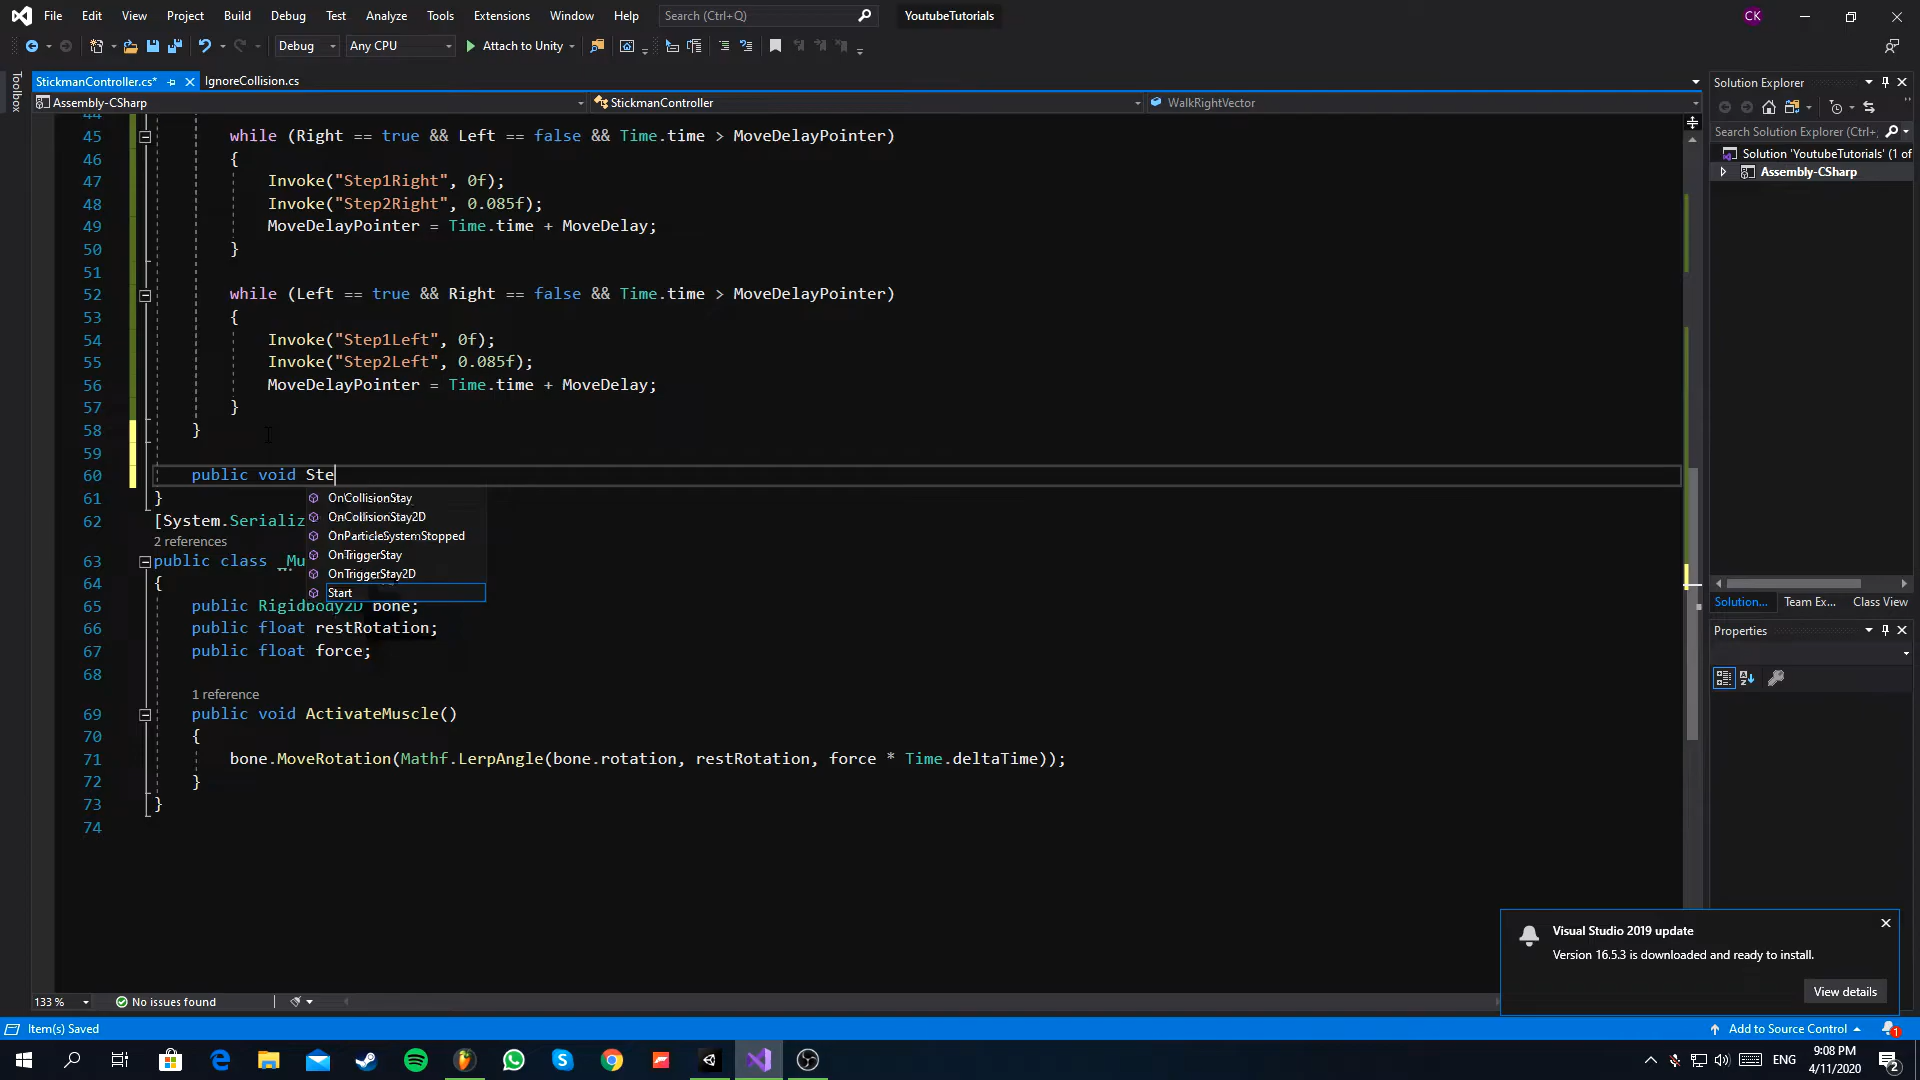 File Edit View Project Build Debug Test Analyze Tools Extensions Window Help Search (Ctrl+Q) YoutubeTutorials CK
Debug Any CPU Attach to Unity
Toolbox
StickmanController.cs* IgnoreCollision.cs
Assembly-CSharp StickmanController WalkRightVector
44
45 while (Right == true && Left == false && Time.time > MoveDelayPointer)
46 {
47 Invoke("Step1Right", 0f);
48 Invoke("Step2Right", 0.085f);
49 MoveDelayPointer = Time.time + MoveDelay;
50 }
51
52 while (Left == true && Right == false && Time.time > MoveDelayPointer)
53 {
54 Invoke("Step1Left", 0f);
55 Invoke("Step2Left", 0.085f);
56 MoveDelayPointer = Time.time + MoveDelay;
57 }
58 }
59
60 public void Ste
61 }
62 [System.Serializ
2 references
63 public class _Mu
64 {
65 public Rigidbody2D bone;
66 public float restRotation;
67 public float force;
68
1 reference
69 public void ActivateMuscle()
70 {
71 bone.MoveRotation(Mathf.LerpAngle(bone.rotation, restRotation, force * Time.deltaTime));
72 }
73 }
74
OnCollisionStay
OnCollisionStay2D
OnParticleSystemStopped
OnTriggerStay
OnTriggerStay2D
Start
Solution Explorer
Search Solution Explorer (Ctrl+;
Solution 'YoutubeTutorials' (1 of
Assembly-CSharp
Solution... Team Ex... Class View
Properties
Visual Studio 2019 update
Version 16.5.3 is downloaded and ready to install.
View details
133 % No issues found
Item(s) Saved Add to Source Control 1
ENG 9:08 PM
4/11/2020
2